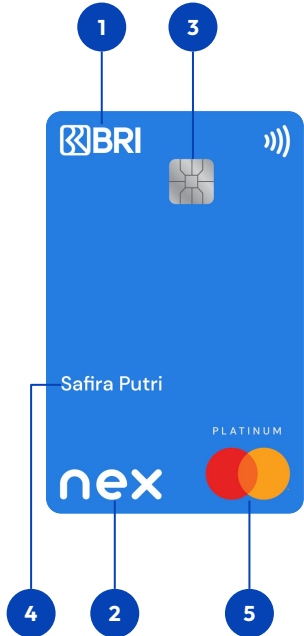 1 3
BRI
Safira Putri
PLATINUM
nex
4 2 5